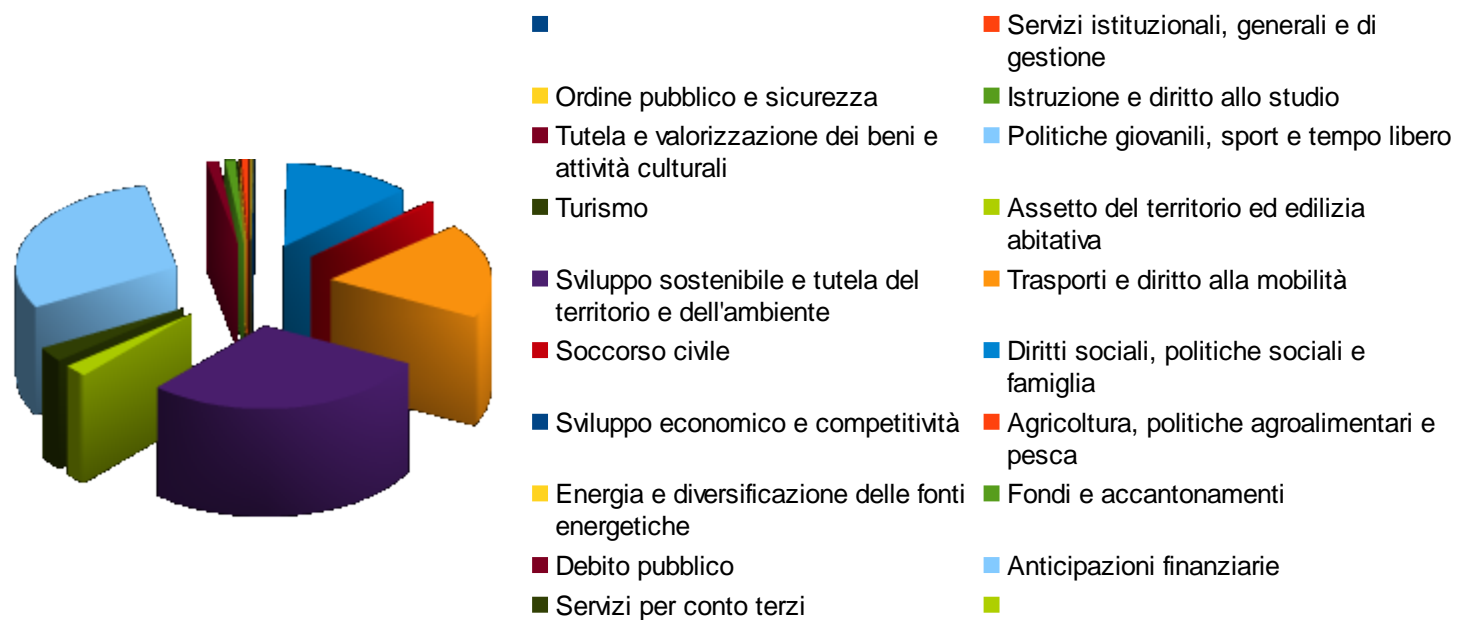 Servizi istituzionali, generali e di
gestione
Ordine pubblico e sicurezza
Istruzione e diritto allo studio
Tutela e valorizzazione dei beni e
attività culturali
Politiche giovanili, sport e tempo libero
Turismo
Assetto del territorio ed edilizia
abitativa
Sviluppo sostenibile e tutela del
territorio e dell'ambiente
Trasporti e diritto alla mobilità
Soccorso civile
Diritti sociali, politiche sociali e
famiglia
Sviluppo economico e competitività
Agricoltura, politiche agroalimentari e
pesca
Energia e diversificazione delle fonti
energetiche
Fondi e accantonamenti
Debito pubblico
Anticipazioni finanziarie
Servizi per conto terzi